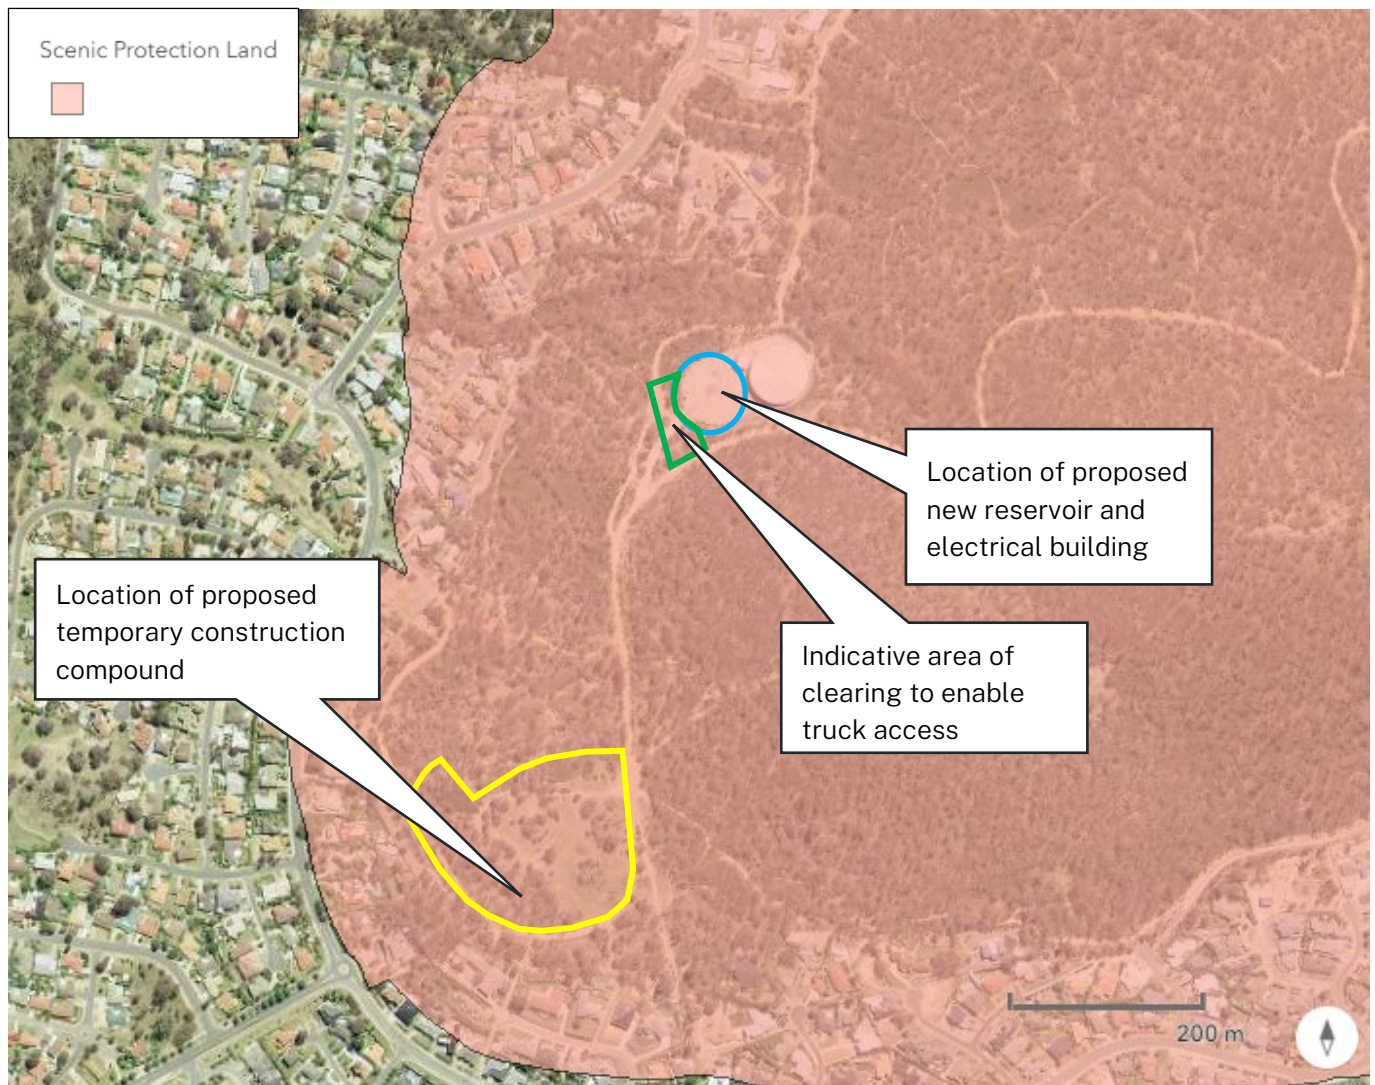 Scenic Protection Land
Location of proposed
new reservoir and
electrical building
Location of proposed
temporary construction
compound
Indicative area of
clearing to enable
truck access
200 m